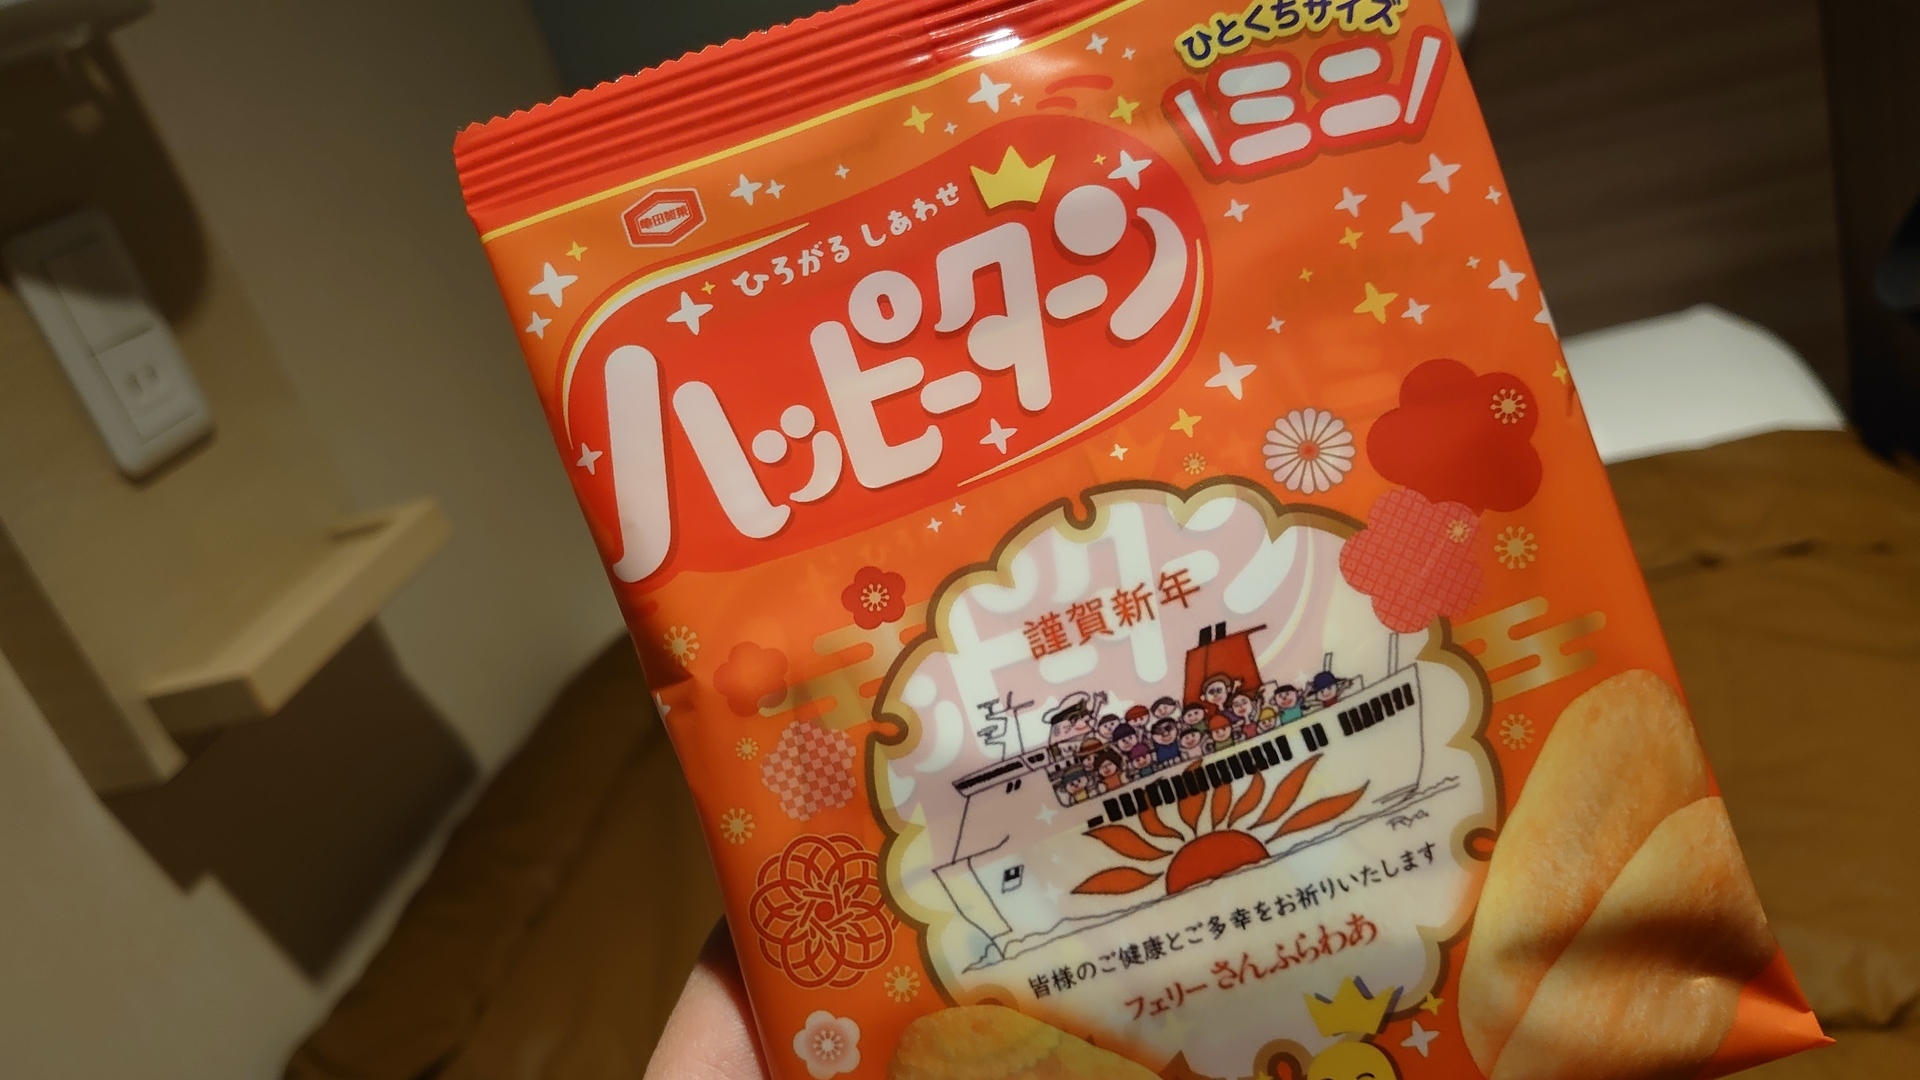 ひとくちサイズ
ミニ
亀田製菓
ひろがる しあわせ
ハッピーターン
謹賀新年
Ryo.
皆様のご健康とご多幸をお祈りいたします
フェリーさんふらわあ